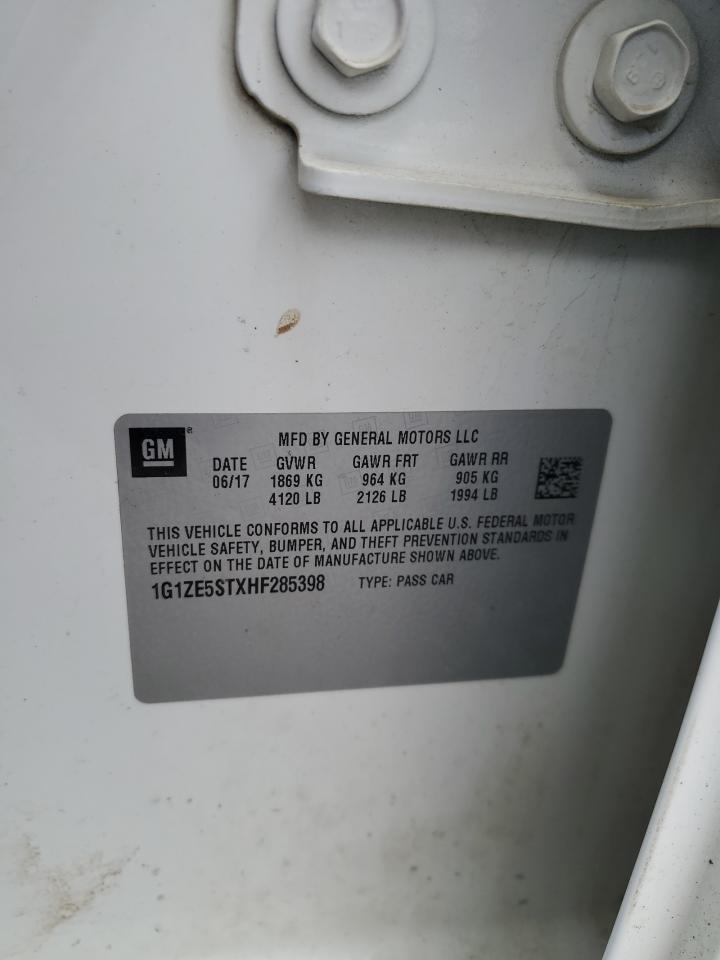 GM®
MFD BY GENERAL MOTORS LLC
DATE GVWR GAWR FRT GAWR RR
06/17 1869 KG 964 KG 905 KG
4120 LB 2126 LB 1994 LB
THIS VEHICLE CONFORMS TO ALL APPLICABLE U.S. FEDERAL MOTOR
VEHICLE SAFETY, BUMPER, AND THEFT PREVENTION STANDARDS IN
EFFECT ON THE DATE OF MANUFACTURE SHOWN ABOVE.
1G1ZE5STXHF285398 TYPE: PASS CAR